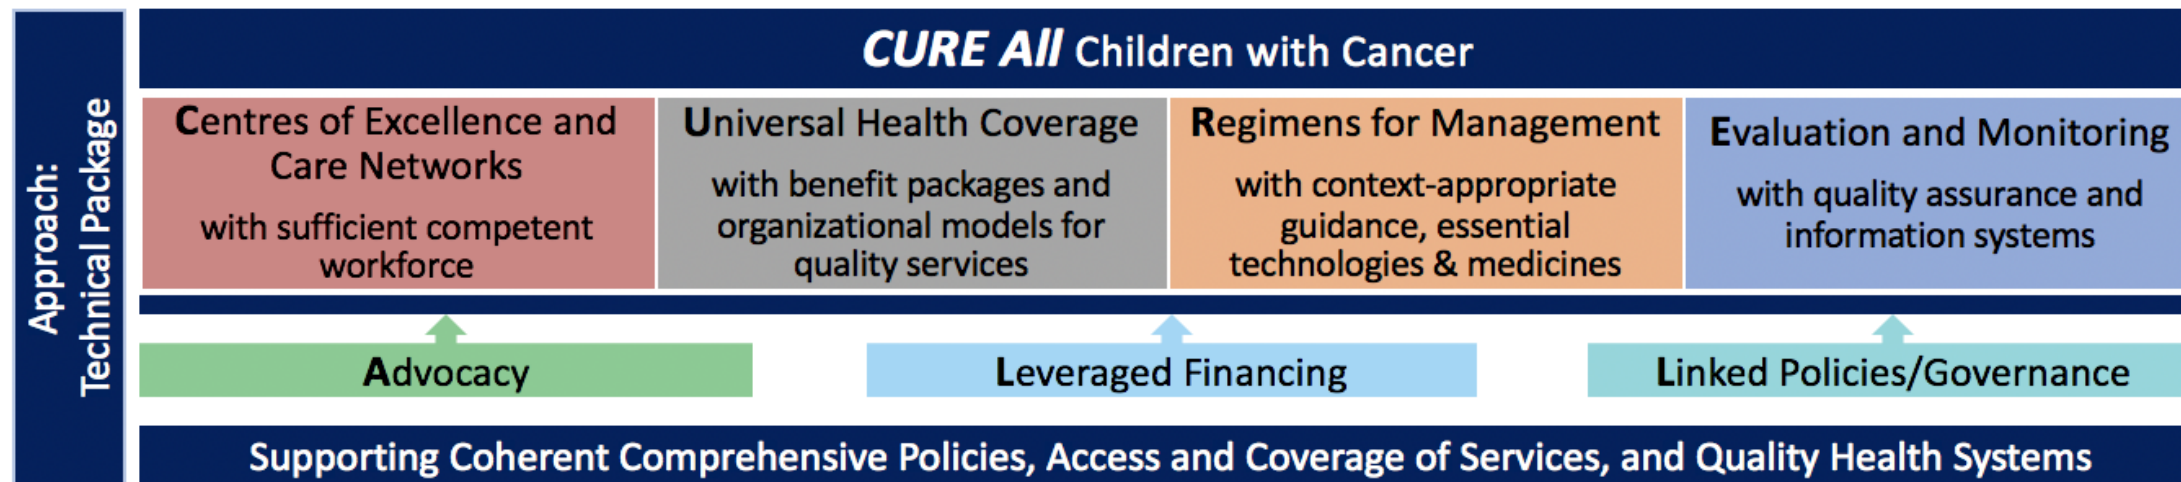 Approach:
Technical Package
CURE All Children with Cancer
Centres of Excellence and
Care Networks
with sufficient competent
workforce
Universal Health Coverage
with benefit packages and
organizational models for
quality services
Regimens for Management
with context-appropriate
guidance, essential
technologies & medicines
Evaluation and Monitoring
with quality assurance and
information systems
Advocacy
Leveraged Financing
Linked Policies/Governance
Supporting Coherent Comprehensive Policies, Access and Coverage of Services, and Quality Health Systems